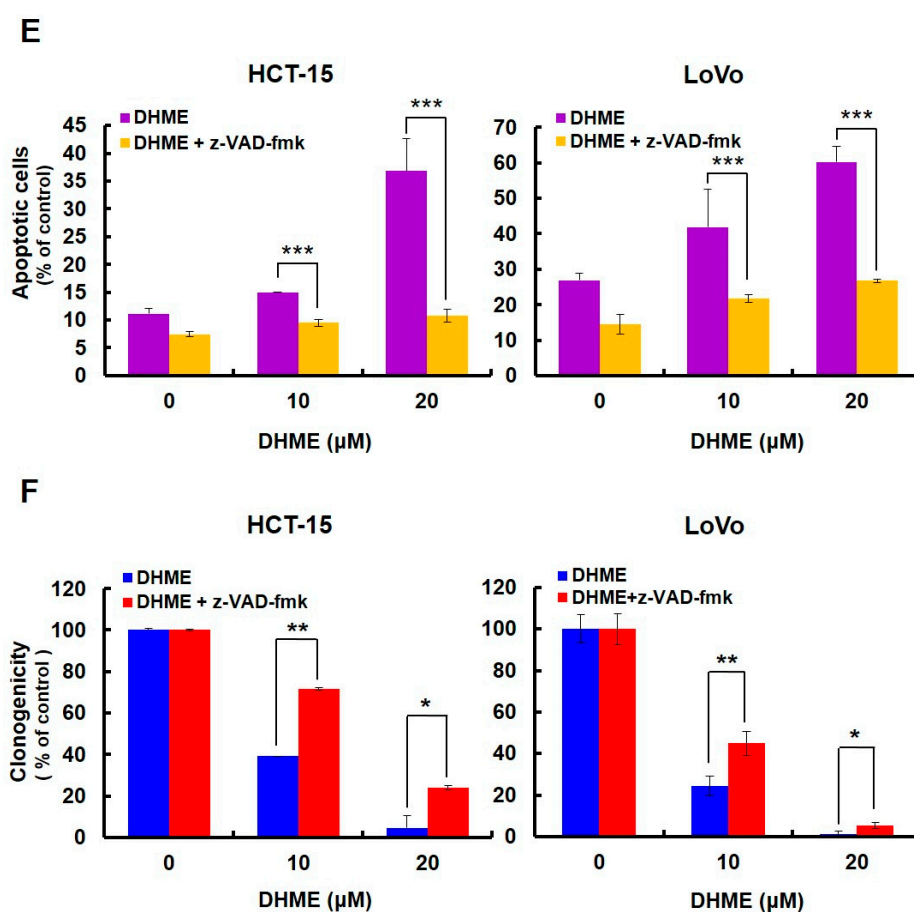 E
HCT-15
DHME
DHME + z-VAD-fmk
Apoptotic cells
(% of control)
45
40
35
30
25
20
15
10
5
0
***
***
0 10 20
DHME (µM)
LoVo
DHME
DHME + z-VAD-fmk
70
60
50
40
30
20
10
0
***
***
0 10 20
DHME (µM)
F
HCT-15
DHME
DHME + z-VAD-fmk
Clonogenicity
( % of control )
120
100
80
60
40
20
0
**
*
0 10 20
DHME (µM)
LoVo
DHME
DHME+z-VAD-fmk
120
100
80
60
40
20
0
**
*
0 10 20
DHME (µM)